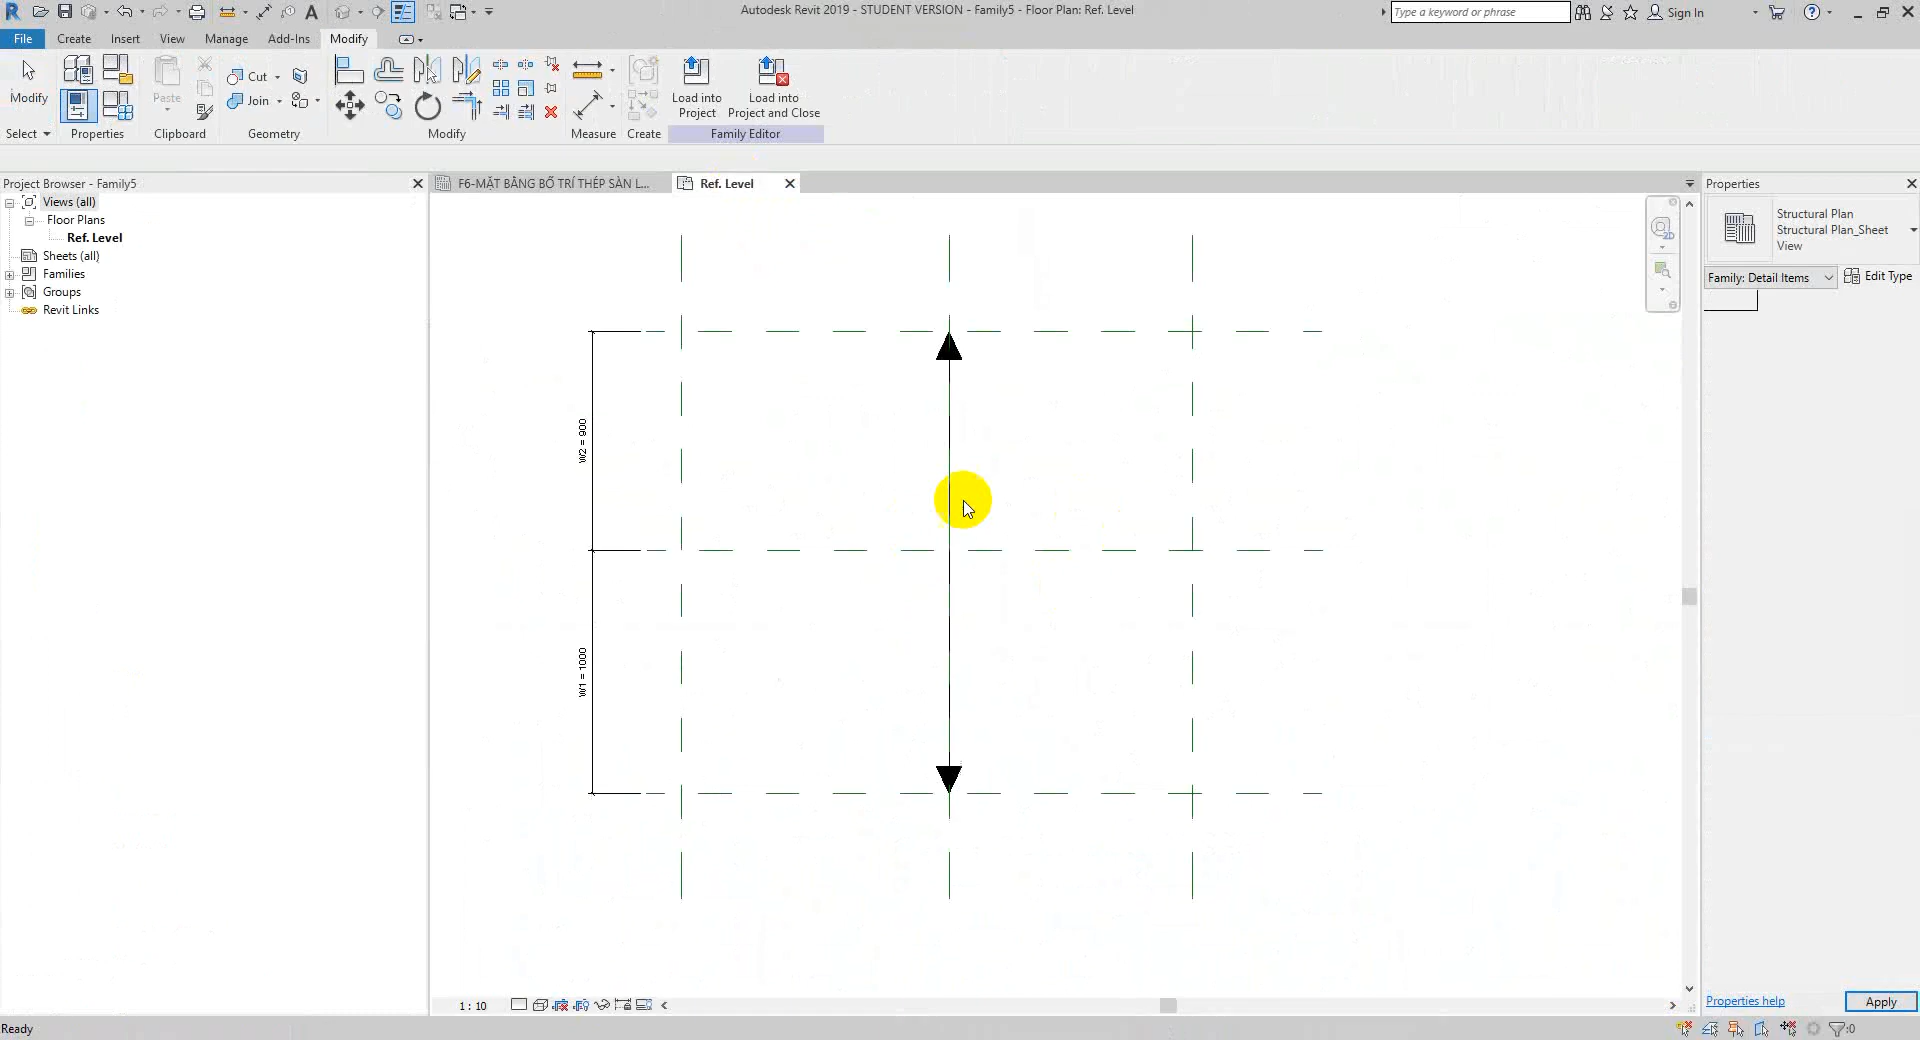 Autodesk Revit 2019 - STUDENT VERSION - Family5 - Floor Plan: Ref. Level
Type a keyword or phrase
Sign In
File
Create
Insert
View
Manage
Add-Ins
Modify
Modify
Paste
Cut
Join
Load into
Project
Load into
Project and Close
Select
Properties
Clipboard
Geometry
Modify
Measure
Create
Family Editor
Project Browser - Family5
Views (all)
Floor Plans
Ref. Level
Sheets (all)
Families
Groups
Revit Links
F6-MẶT BẰNG BỐ TRÍ THÉP SÀN L...
Ref. Level
W2 = 900
W1 = 1000
2D
Properties
Structural Plan
Structural Plan_Sheet
View
Family: Detail Items
Edit Type
1 : 10
Properties help
Apply
Ready
:0